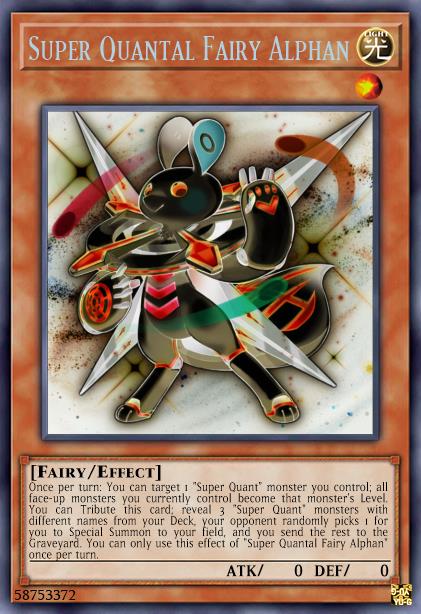 SUPER QUANTAL FAIRY ALPHAN
LIGHT
光
[FAIRY/EFFECT]
Once per turn: You can target 1 "Super Quant" monster you control; all
face-up monsters you currently control become that monster's Level.
You can Tribute this card; reveal 3 "Super Quant" monsters with
different names from your Deck, your opponent randomly picks 1 for
you to Special Summon to your field, and you send the rest to the
Graveyard. You can only use this effect of "Super Quantal Fairy Alphan"
once per turn.
ATK/ 0 DEF/ 0
58753372